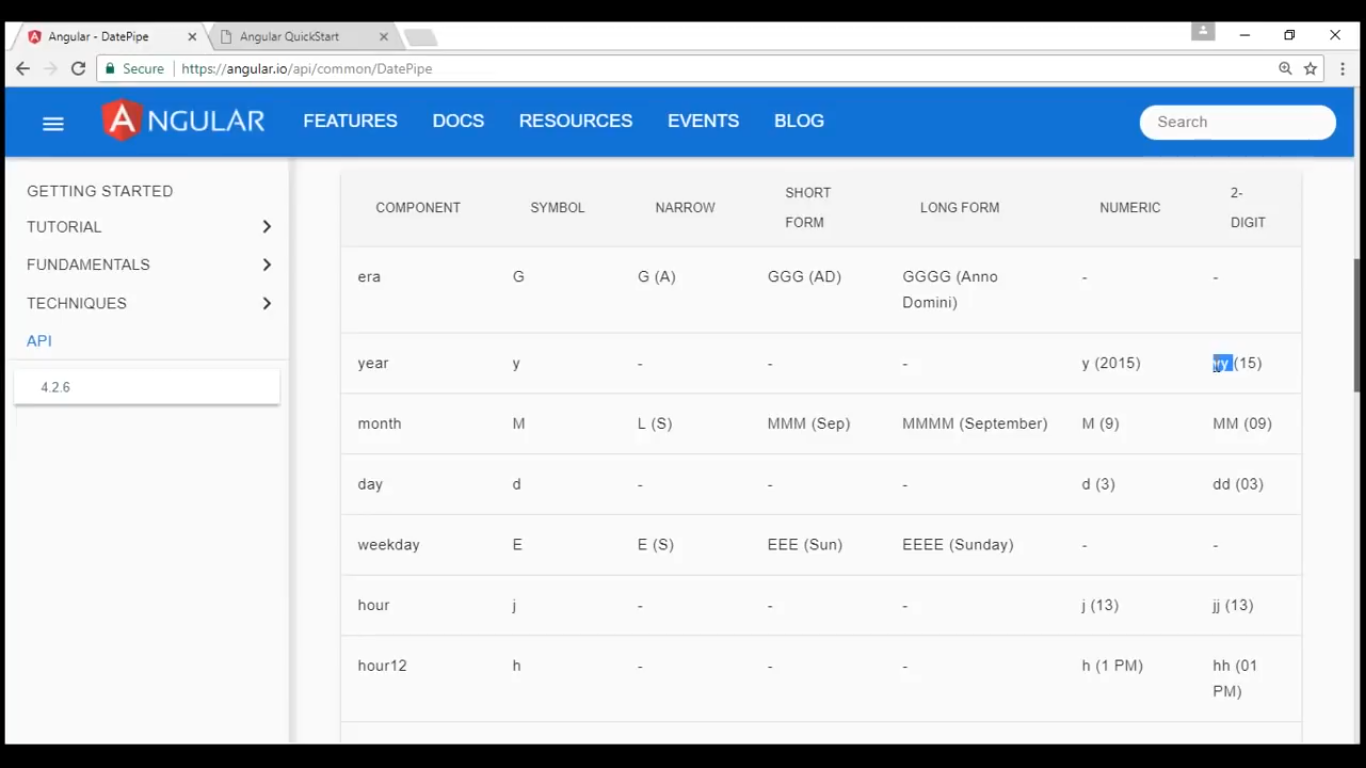 Angular - DatePipe
Angular QuickStart
Secure
https://angular.io/api/common/DatePipe
ANGULAR FEATURES DOCS RESOURCES EVENTS BLOG Search
GETTING STARTED
TUTORIAL
FUNDAMENTALS
TECHNIQUES
API
4.2.6
COMPONENT SYMBOL NARROW SHORT FORM LONG FORM NUMERIC 2-DIGIT
era G G (A) GGG (AD) GGGG (Anno Domini) - -
year y - - - y (2015) yy (15)
month M L (S) MMM (Sep) MMMM (September) M (9) MM (09)
day d - - - d (3) dd (03)
weekday E E (S) EEE (Sun) EEEE (Sunday) - -
hour j - - - j (13) jj (13)
hour12 h - - - h (1 PM) hh (01 PM)